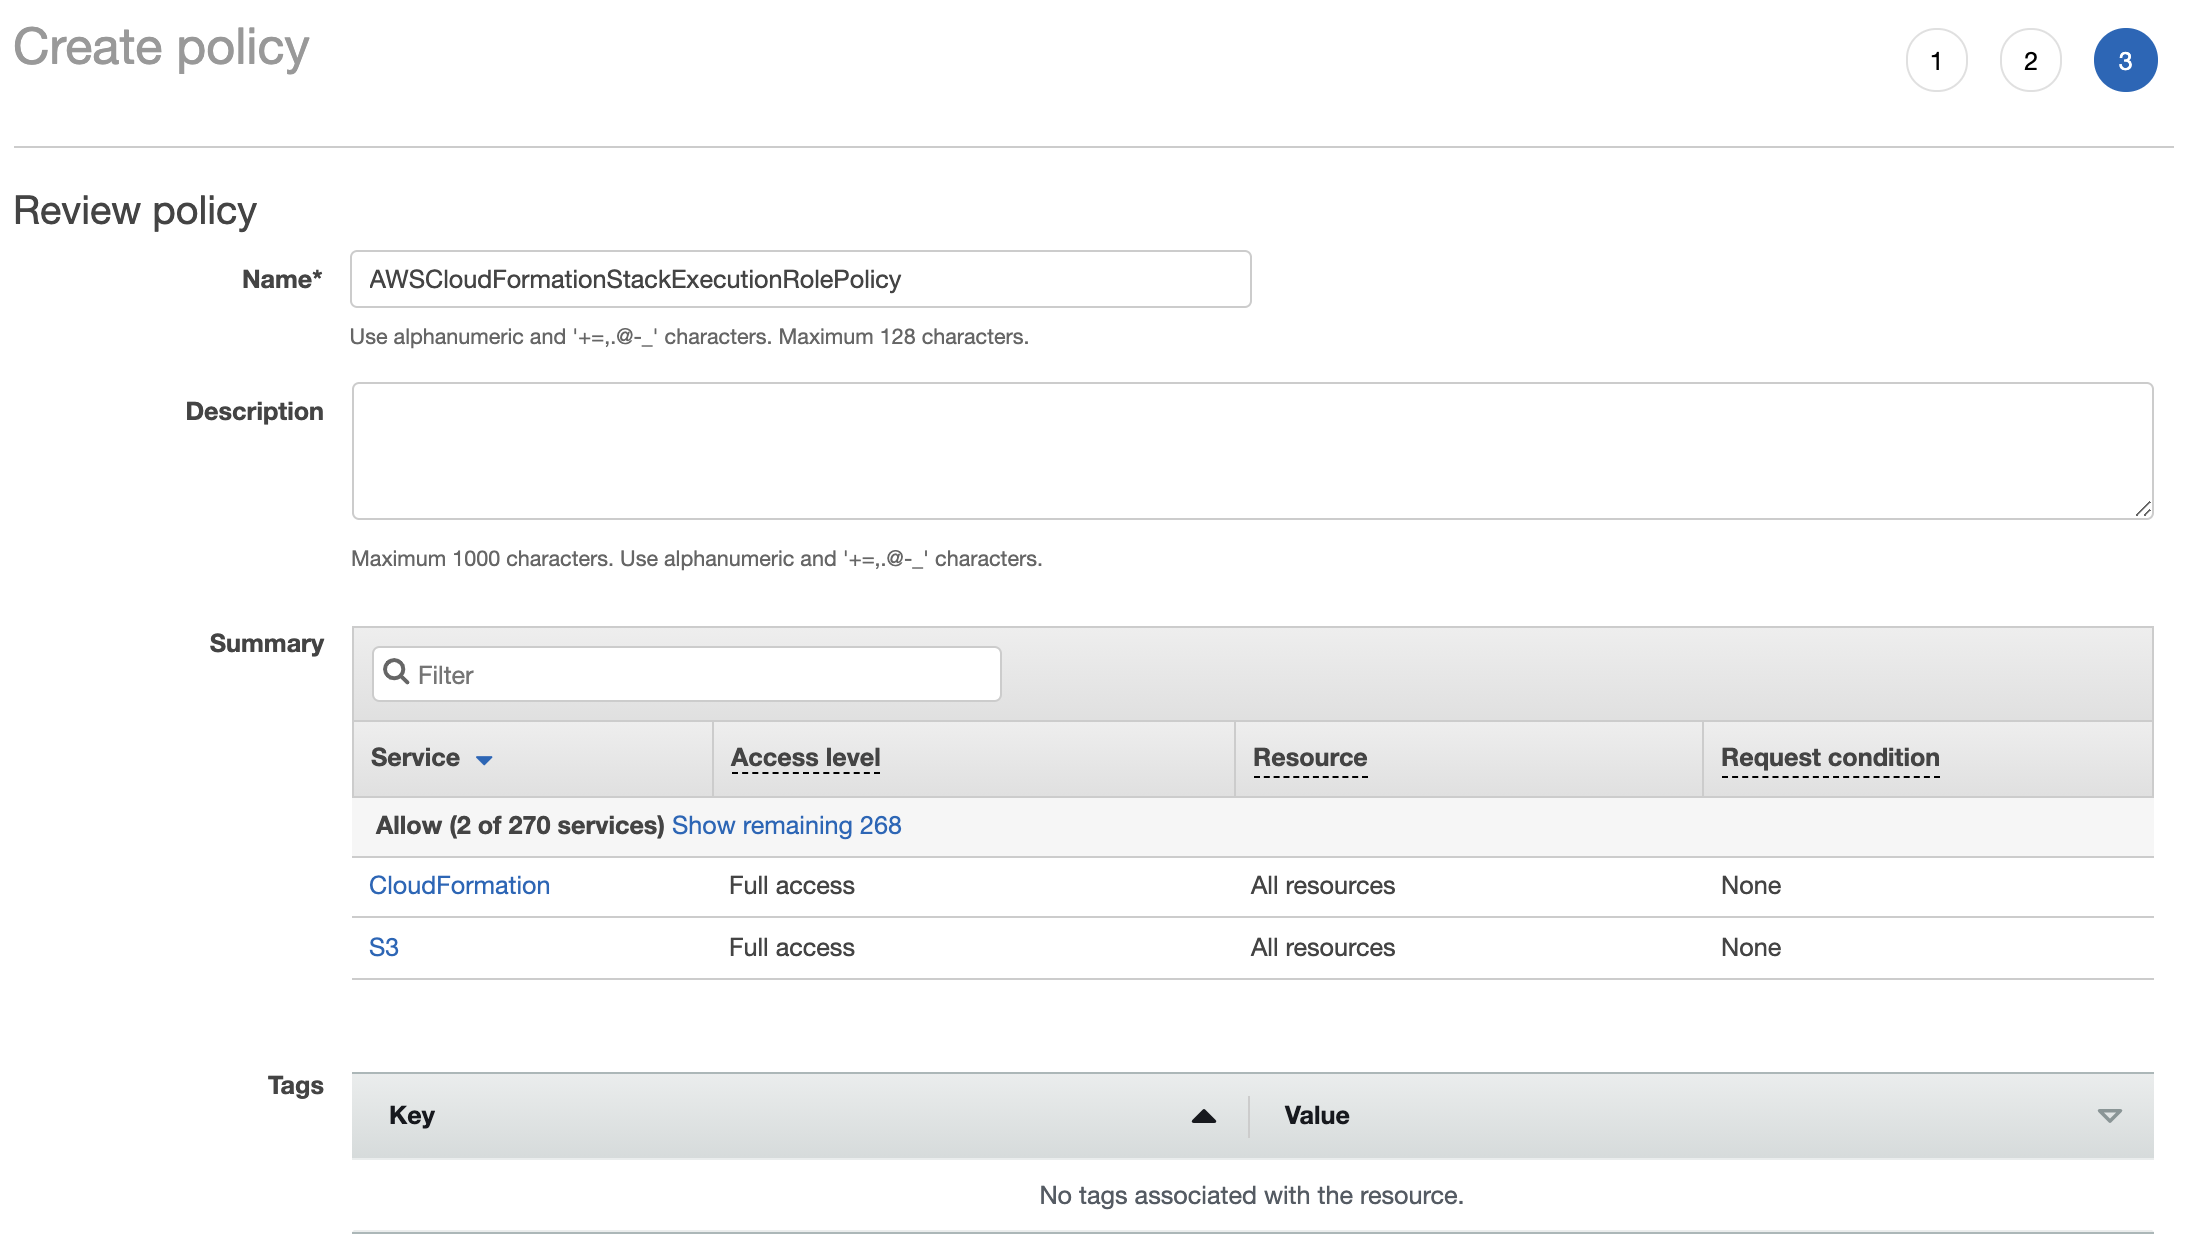 Create policy
1 2 3
Review policy
Name* AWSCloudFormationStackExecutionRolePolicy
Use alphanumeric and '+=,.@-_' characters. Maximum 128 characters.
Description
Maximum 1000 characters. Use alphanumeric and '+=,.@-_' characters.
Summary
Filter
Service Access level Resource Request condition
Allow (2 of 270 services) Show remaining 268
CloudFormation Full access All resources None
S3 Full access All resources None
Tags
Key Value
No tags associated with the resource.